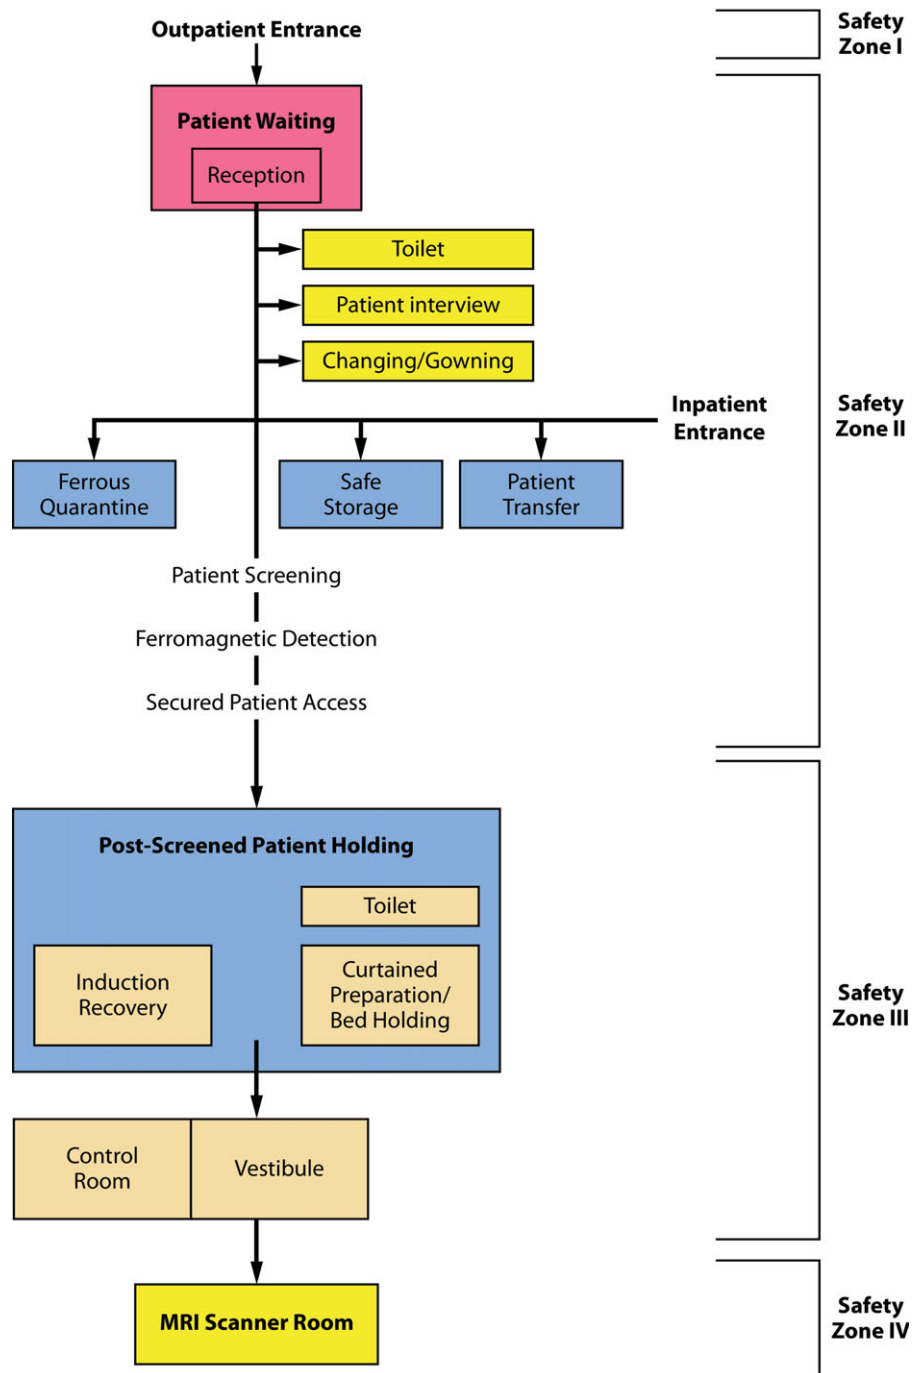 Outpatient Entrance
Safety
Zone I
Patient Waiting
Reception
Toilet
Patient interview
Changing/Gowning
Inpatient
Entrance
Safety
Zone II
Ferrous
Quarantine
Safe
Storage
Patient
Transfer
Patient Screening
Ferromagnetic Detection
Secured Patient Access
Post-Screened Patient Holding
Toilet
Induction
Recovery
Curtained
Preparation/
Bed Holding
Safety
Zone III
Control
Room
Vestibule
MRI Scanner Room
Safety
Zone IV